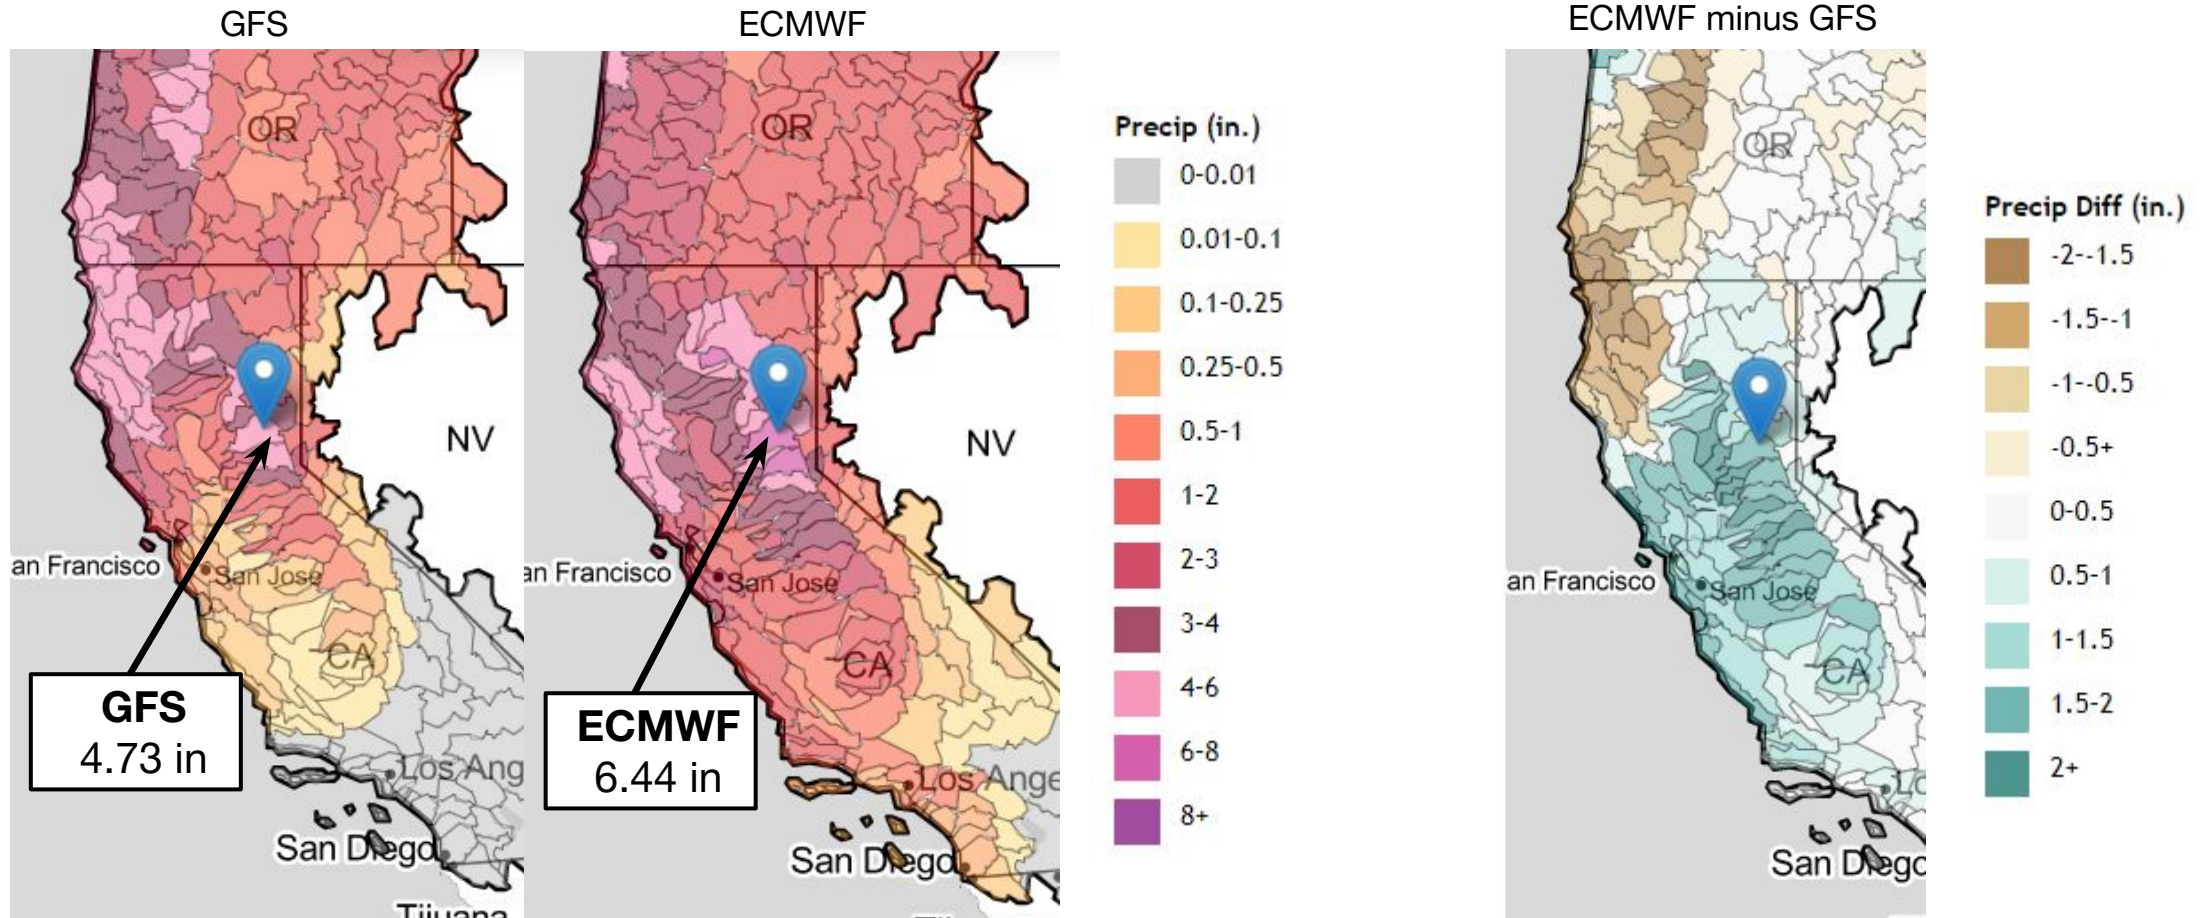 GFS
ECMWF
ECMWF minus GFS
OR
NV
an Francisco
San Jose
CA
GFS
4.73 in
Los Ang
San Diego
Tijuana
OR
NV
an Francisco
San Jose
CA
ECMWF
6.44 in
Los Ange
San Diego
Precip (in.)
0-0.01
0.01-0.1
0.1-0.25
0.25-0.5
0.5-1
1-2
2-3
3-4
4-6
6-8
8+
OR
an Francisco
San Jose
CA
San Diego
Precip Diff (in.)
-2--1.5
-1.5--1
-1--0.5
-0.5+
0-0.5
0.5-1
1-1.5
1.5-2
2+